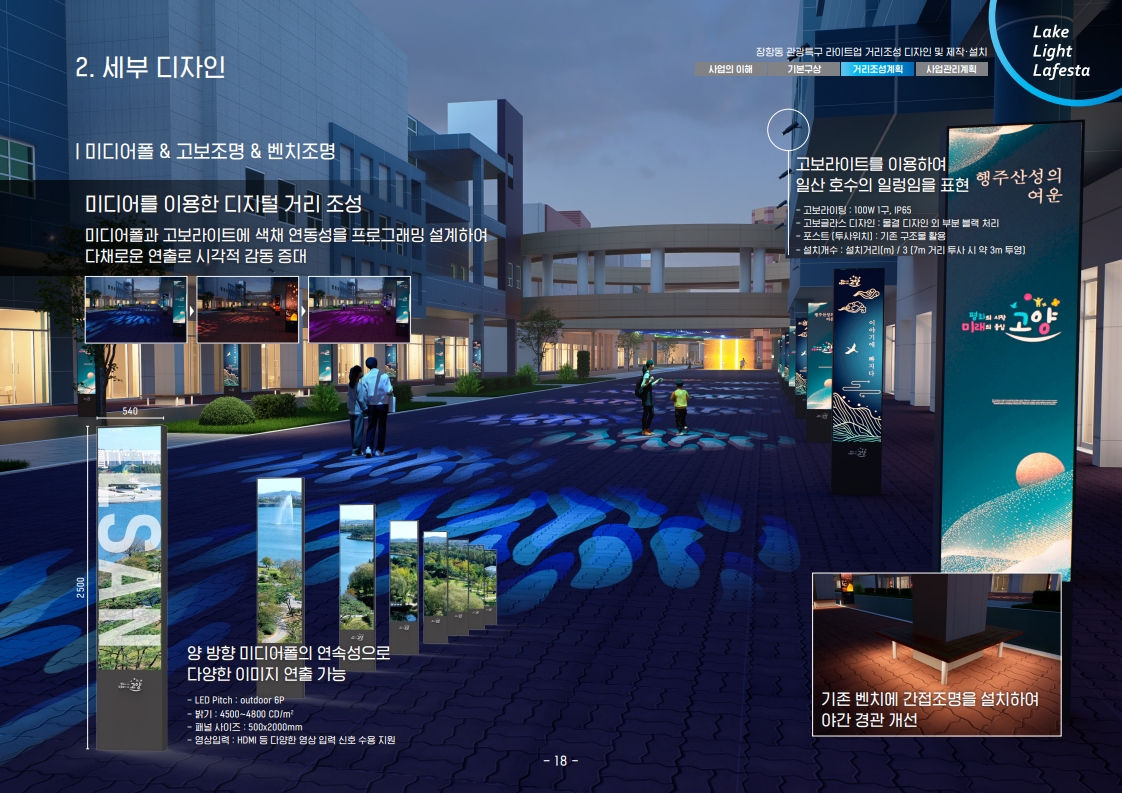 Lake
Light
Lafesta
장항동 관광특구 라이트업 거리조성 디자인 및 제작·설치
사업의 이해 기본구상 거리조성계획 사업관리계획
2. 세부 디자인
미디어폴 & 고보조명 & 벤치조명
미디어를 이용한 디지털 거리 조성
미디어폴과 고보라이트에 색채 연동성을 프로그래밍 설계하여
다채로운 연출로 시각적 감동 증대
고보라이트를 이용하여
일산 호수의 일렁임을 표현
- 고보라이팅 : 100W 1구, IP65
- 고보글라스 디자인 : 물결 디자인 외 부분 블랙 처리
- 포스트 (투사위치) : 기존 구조물 활용
- 설치개수 : 설치거리(m) / 3 (7m 거리 투사 시 약 3m 투영)
행주산성의
여운
평화의 시작
미래의 중심
고양
이야기에 빠지다
고양
540
2500
ILSAN
고양
양 방향 미디어폴의 연속성으로
다양한 이미지 연출 가능
- LED Pitch : outdoor 6P
- 밝기 : 4500~4800 CD/m²
- 패널 사이즈 : 500x2000mm
- 영상입력 : HDMI 등 다양한 영상 입력 신호 수용 지원
기존 벤치에 간접조명을 설치하여
야간 경관 개선
- 18 -